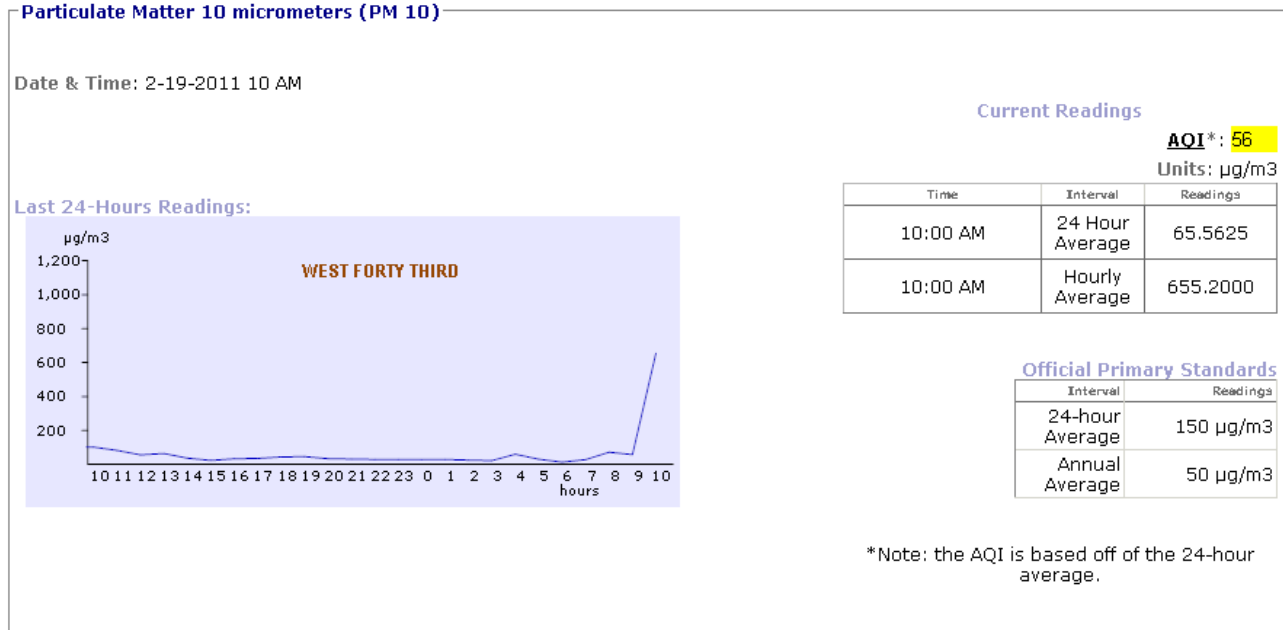 Particulate Matter 10 micrometers (PM 10)
Date & Time: 2-19-2011 10 AM
Current Readings
AQI*: 56
Units: µg/m3
Time Interval Readings
10:00 AM 24 Hour Average 65.5625
10:00 AM Hourly Average 655.2000
Last 24-Hours Readings:
µg/m3
WEST FORTY THIRD
1,200
1,000
800
600
400
200
10 11 12 13 14 15 16 17 18 19 20 21 22 23 0 1 2 3 4 5 6 7 8 9 10
hours
Official Primary Standards
Interval Readings
24-hour Average 150 µg/m3
Annual Average 50 µg/m3
*Note: the AQI is based off of the 24-hour
average.